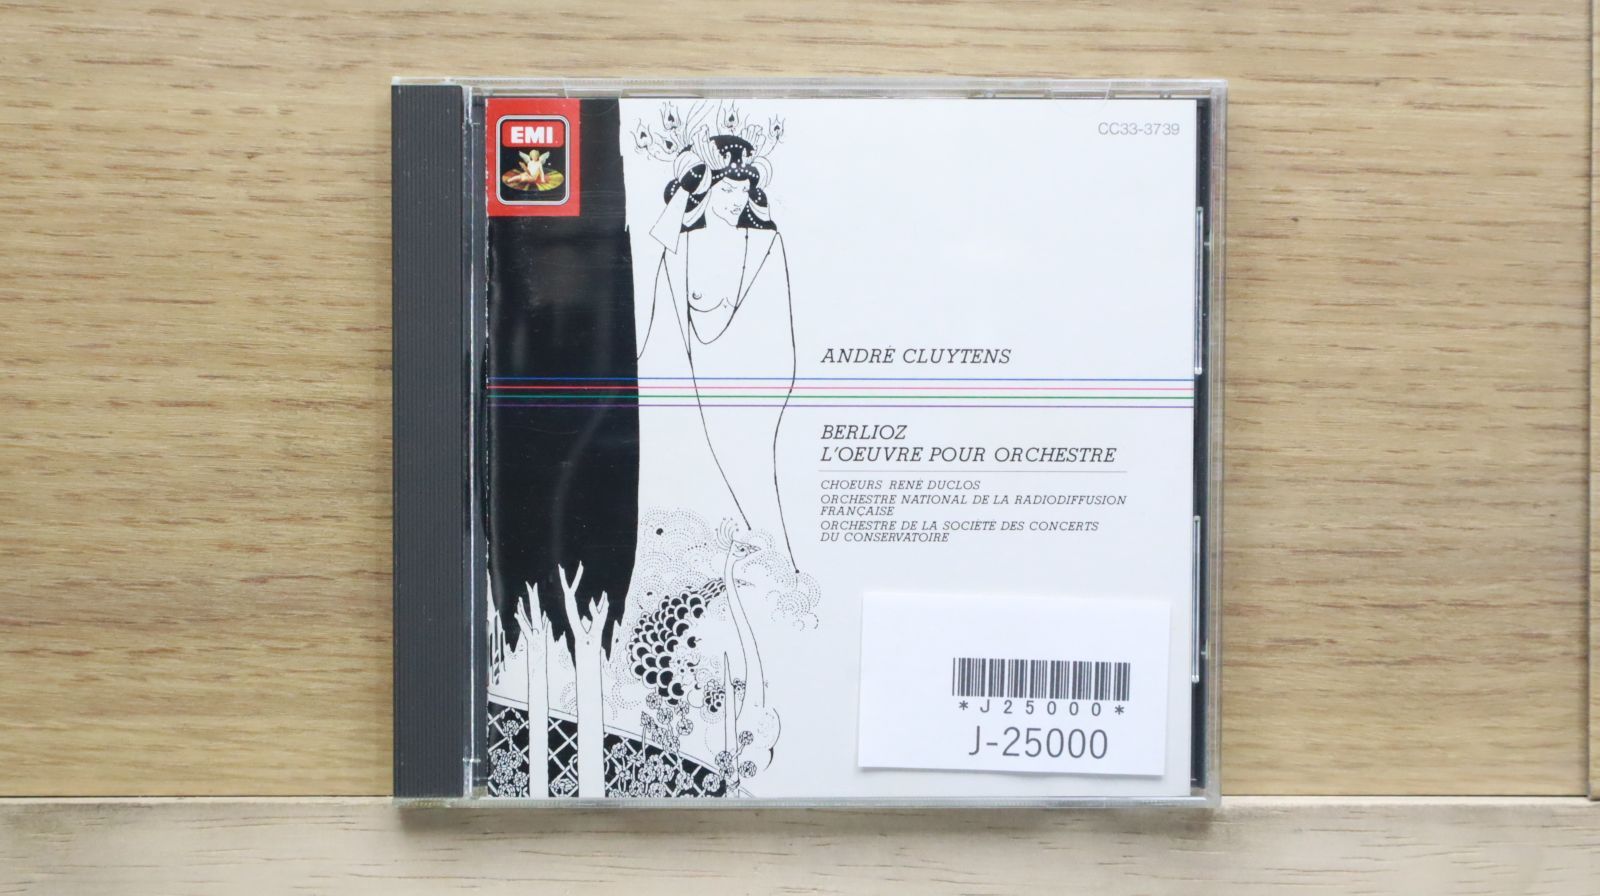 EMI
CC33-3739
ANDRÉ CLUYTENS
BERLIOZ
L'OEUVRE POUR ORCHESTRE
CHOEURS RENÉ DUCLOS
ORCHESTRE NATIONAL DE LA RADIODIFFUSION
FRANÇAISE
ORCHESTRE DE LA SOCIÉTÉ DES CONCERTS
DU CONSERVATOIRE
*J25000*
J-25000